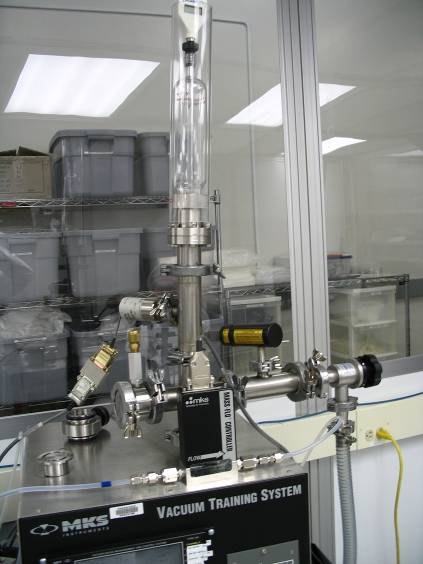 mks
MASS-FLO CONTROLLER
FLOW
MKS
INSTRUMENTS
VACUUM TRAINING SYSTEM